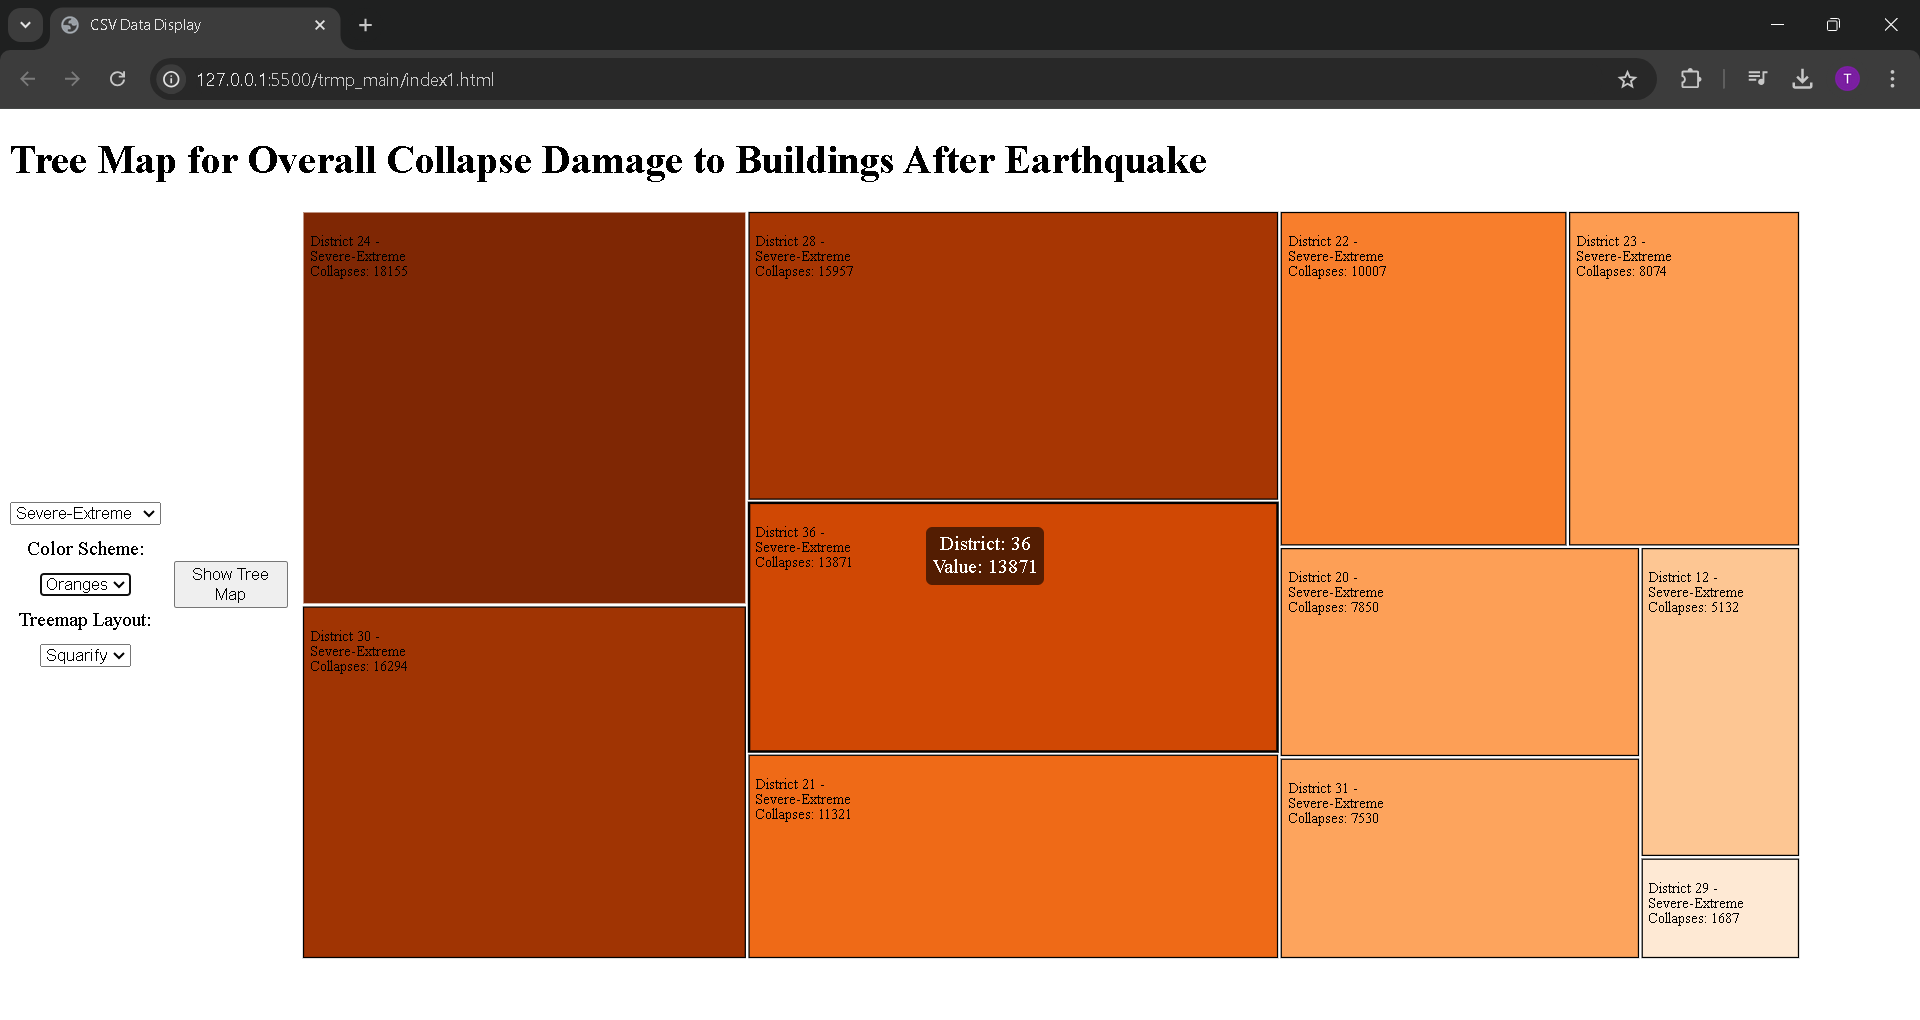 CSV Data Display
127.0.0.1:5500/trmp_main/index1.html
T
Tree Map for Overall Collapse Damage to Buildings After Earthquake
Severe-Extreme
Color Scheme:
Oranges
Treemap Layout:
Squarify
Show Tree
Map
District 24 -
Severe-Extreme
Collapses: 18155
District 30 -
Severe-Extreme
Collapses: 16294
District 28 -
Severe-Extreme
Collapses: 15957
District 36 -
Severe-Extreme
Collapses: 13871
District: 36
Value: 13871
District 21 -
Severe-Extreme
Collapses: 11321
District 22 -
Severe-Extreme
Collapses: 10007
District 23 -
Severe-Extreme
Collapses: 8074
District 20 -
Severe-Extreme
Collapses: 7850
District 31 -
Severe-Extreme
Collapses: 7530
District 12 -
Severe-Extreme
Collapses: 5132
District 29 -
Severe-Extreme
Collapses: 1687